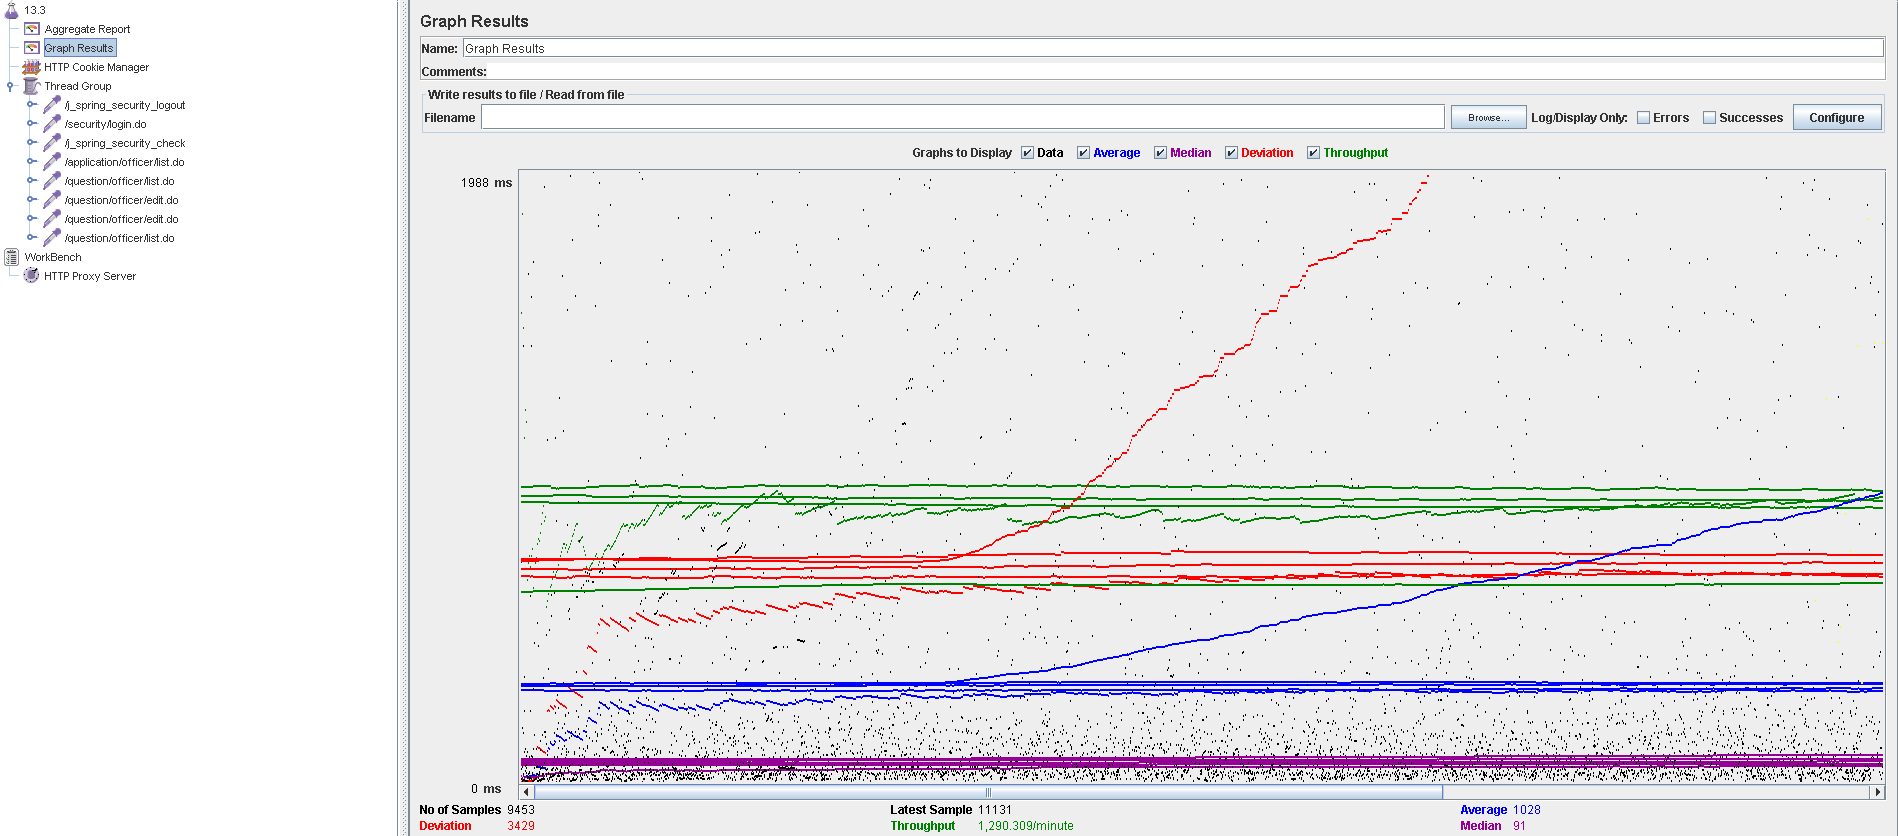 13.3
Aggregate Report
Graph Results
HTTP Cookie Manager
Thread Group
/j_spring_security_logout
/security/login.do
/j_spring_security_check
/application/officer/list.do
/question/officer/list.do
/question/officer/edit.do
/question/officer/edit.do
/question/officer/list.do
WorkBench
HTTP Proxy Server
Graph Results
Name: Graph Results
Comments:
Write results to file / Read from file
Filename Browse... Log/Display Only: Errors Successes Configure
Graphs to Display Data Average Median Deviation Throughput
1988 ms
0 ms
No of Samples 9453 Latest Sample 11131 Average 1028
Deviation 3429 Throughput 1,290.309/minute Median 91